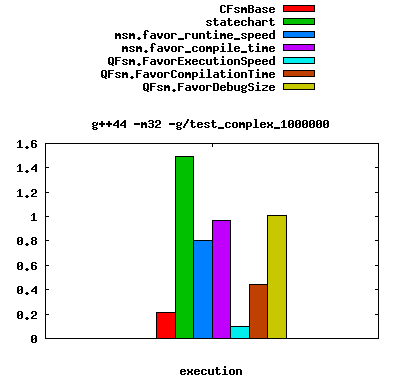 CFsmBase
statechart
msm.favor_runtime_speed
msm.favor_compile_time
QFsm.FavorExecutionSpeed
QFsm.FavorCompilationTime
QFsm.FavorDebugSize
g++44 -m32 -g/test_complex_1000000
1.6
1.4
1.2
1
0.8
0.6
0.4
0.2
0
execution